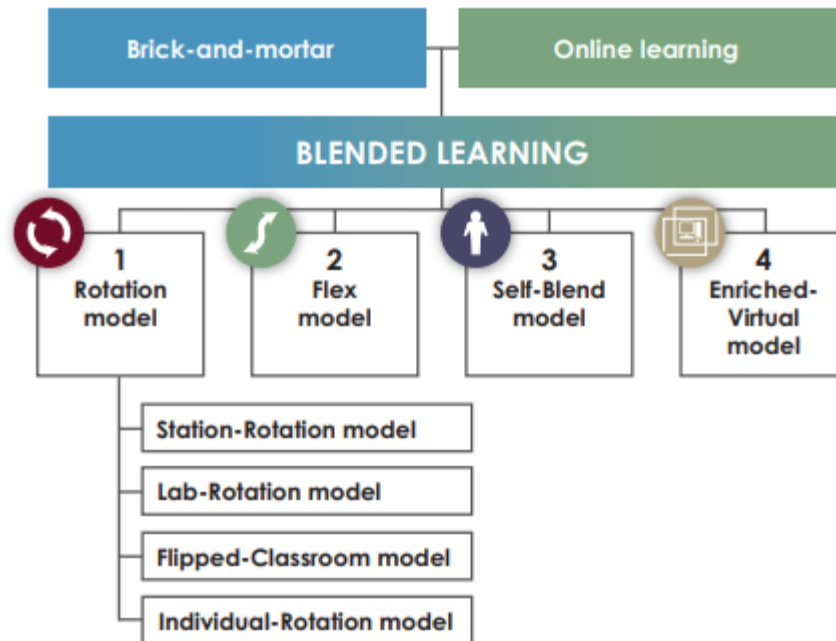 Brick-and-mortar
Online learning
BLENDED LEARNING
1
Rotation
model
2
Flex
model
3
Self-Blend
model
4
Enriched-
Virtual
model
Station-Rotation model
Lab-Rotation model
Flipped-Classroom model
Individual-Rotation model